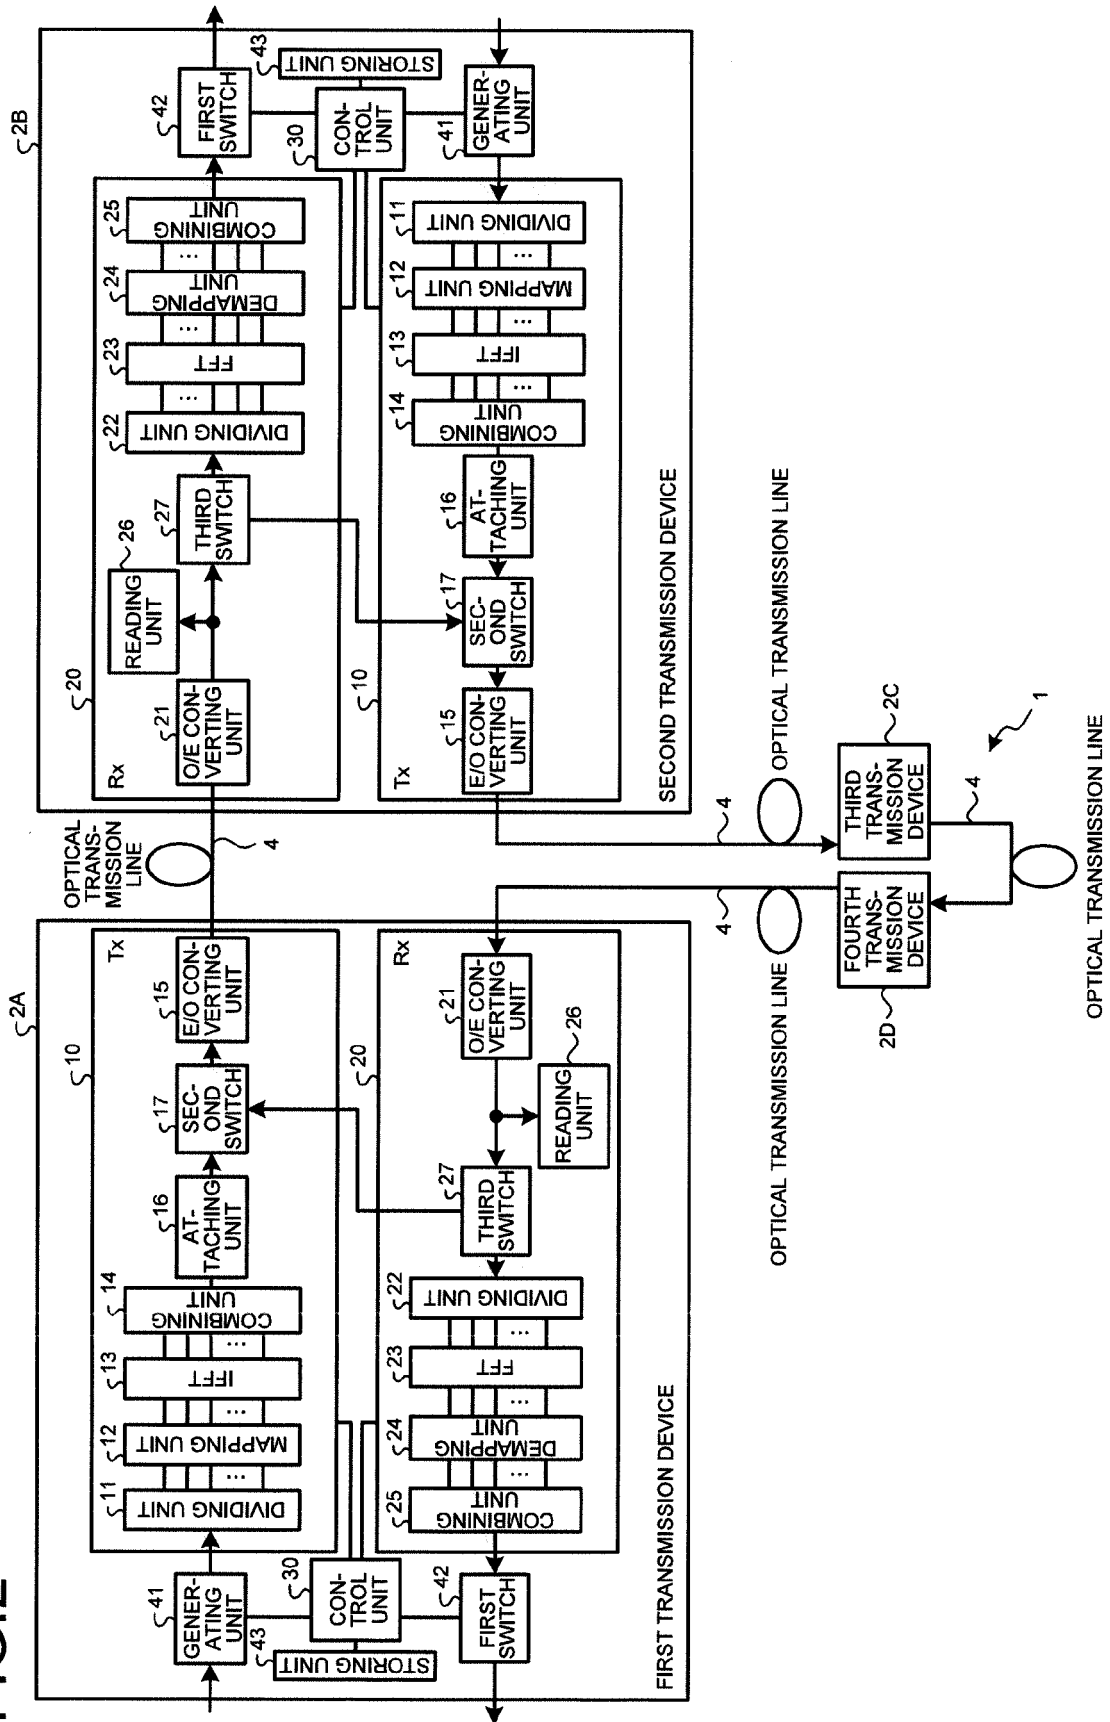 2A
10
Tx
41
GENER-
ATING
UNIT
11
DIVIDING UNIT
12
MAPPING UNIT
...
13
IFFT
...
14
COMBINING
UNIT
...
16
AT-
TACHING
UNIT
17
SEC-
OND
SWITCH
15
E/O CON-
VERTING
UNIT
43
STORING UNIT
30
CON-
TROL
UNIT
20
Rx
42
FIRST
SWITCH
25
COMBINING
UNIT
24
DEMAPPING
UNIT
...
23
FFT
...
22
DIVIDING UNIT
...
27
THIRD
SWITCH
26
READING
UNIT
21
O/E CON-
VERTING
UNIT
FIRST TRANSMISSION DEVICE
OPTICAL
TRANS-
MISSION
LINE
4
2B
20
Rx
21
O/E CON-
VERTING
UNIT
26
READING
UNIT
27
THIRD
SWITCH
22
DIVIDING UNIT
23
FFT
...
24
DEMAPPING
UNIT
...
25
COMBINING
UNIT
...
42
FIRST
SWITCH
43
STORING UNIT
30
CON-
TROL
UNIT
10
Tx
15
E/O CON-
VERTING
UNIT
17
SEC-
OND
SWITCH
16
AT-
TACHING
UNIT
14
COMBINING
UNIT
13
IFFT
...
12
MAPPING UNIT
...
11
DIVIDING UNIT
...
41
GENER-
ATING
UNIT
SECOND TRANSMISSION DEVICE
4
OPTICAL TRANSMISSION LINE
4
OPTICAL TRANSMISSION LINE
2D
FOURTH
TRANS-
MISSION
DEVICE
2C
THIRD
TRANS-
MISSION
DEVICE
4
1
OPTICAL TRANSMISSION LINE